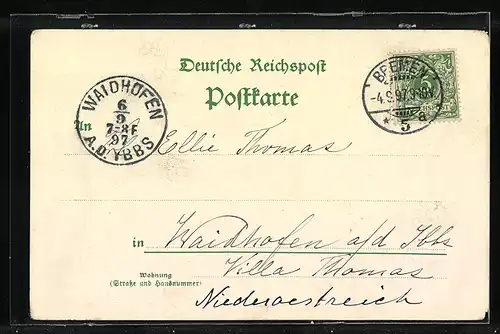 Deutsche Reichspost
Postkarte
WAIDHOFEN
6
9
97
A.D. YBBS
BREMEN
-4.9.97.
* 5 a
An Ellie Thomas
in Waidhofen a/d Ibbs
Villa Thomas
Wohnung
(Straße und Hausnummer)
Niederoestreich